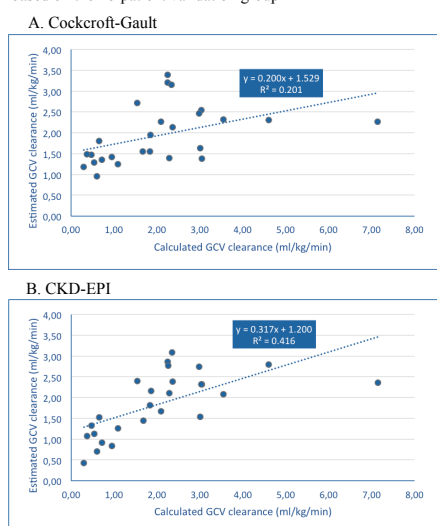 A. Cockcroft-Gault
4,00
3,50
3,00
2,50
2,00
1,50
1,00
0,50
0,00
Estimated GCV clearance (ml/kg/min)
y = 0.200x + 1.529
R² = 0.201
0,00 1,00 2,00 3,00 4,00 5,00 6,00 7,00 8,00
Calculated GCV clearance (ml/kg/min)
B. CKD-EPI
4,00
3,50
3,00
2,50
2,00
1,50
1,00
0,50
0,00
Estimated GCV clearance (ml/kg/min)
y = 0.317x + 1.200
R² = 0.416
0,00 1,00 2,00 3,00 4,00 5,00 6,00 7,00 8,00
Calculated GCV clearance (ml/kg/min)